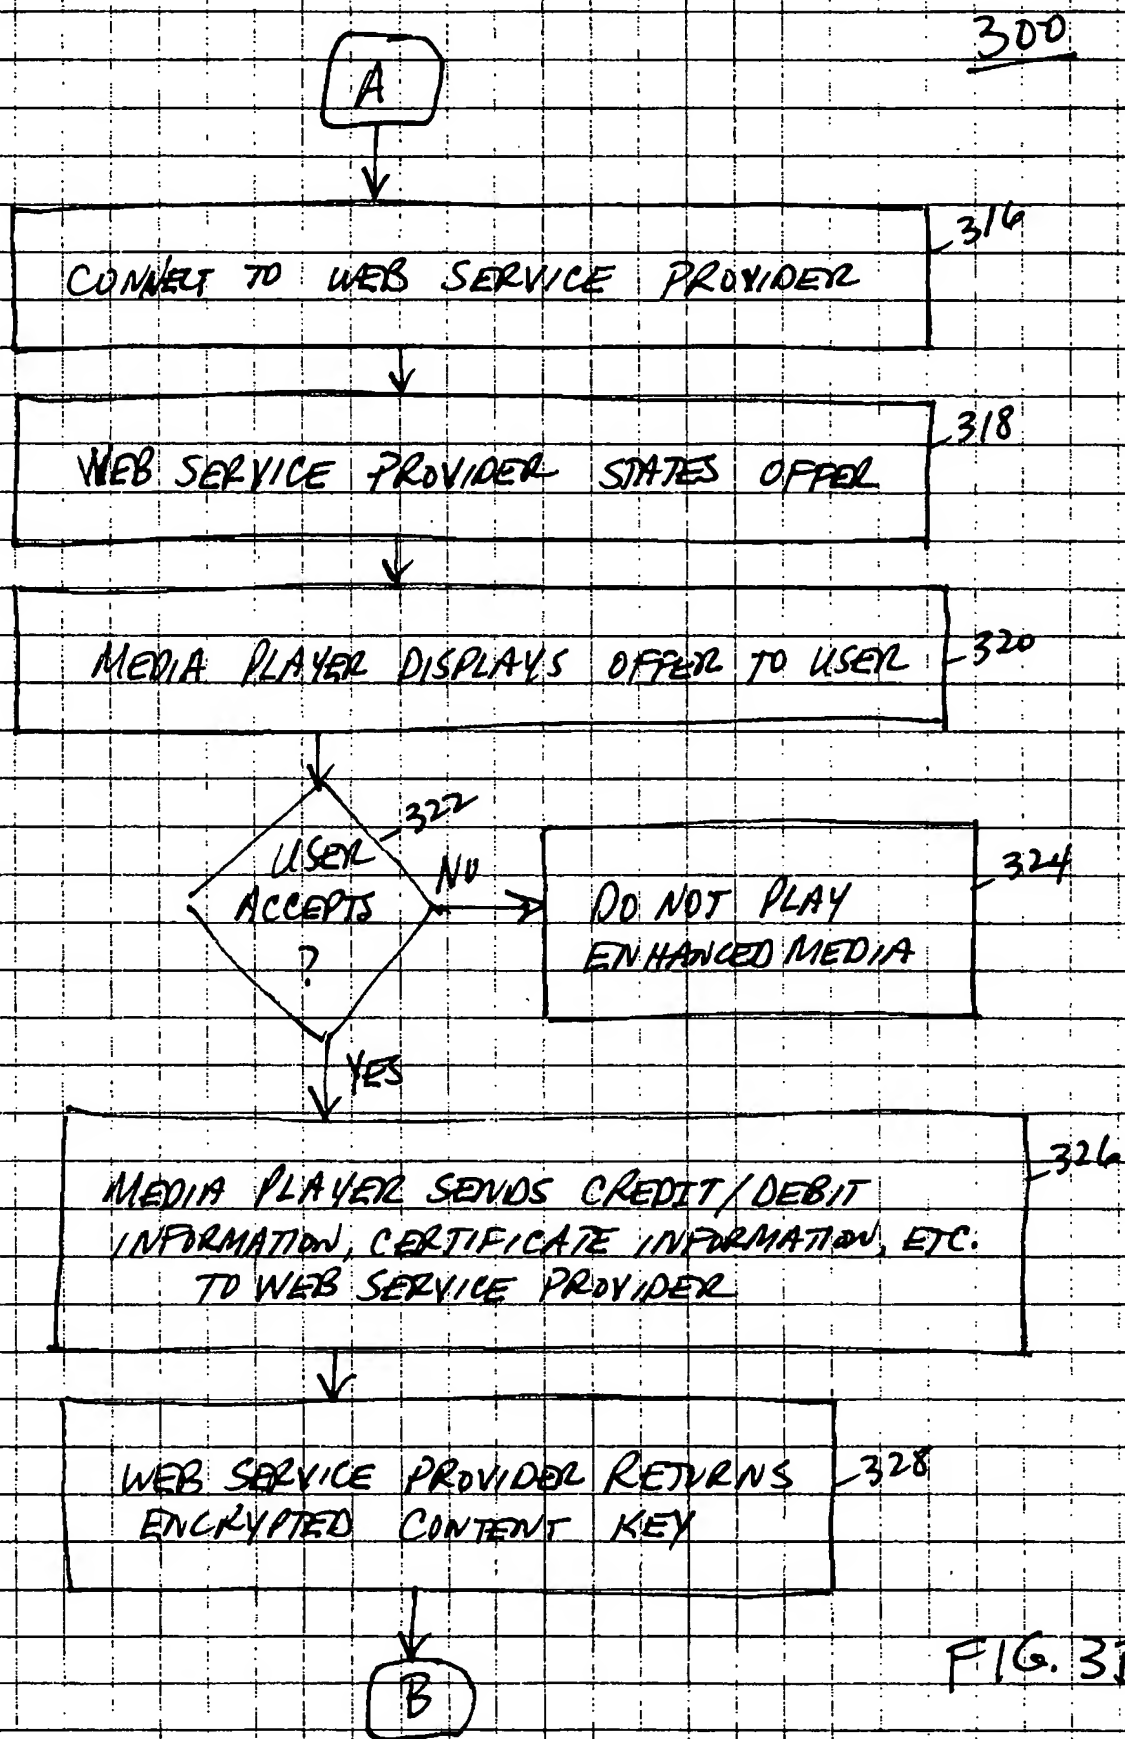 300
A
316
CONNECT TO WEB SERVICE PROVIDER
318
WEB SERVICE PROVIDER STATES OFFER
320
MEDIA PLAYER DISPLAYS OFFER TO USER
322
USER
ACCEPTS
?
NO
324
DO NOT PLAY
ENHANCED MEDIA
YES
326
MEDIA PLAYER SENDS CREDIT/DEBIT
INFORMATION, CERTIFICATE INFORMATION, ETC.
TO WEB SERVICE PROVIDER
328
WEB SERVICE PROVIDER RETURNS
ENCRYPTED CONTENT KEY
B
FIG.